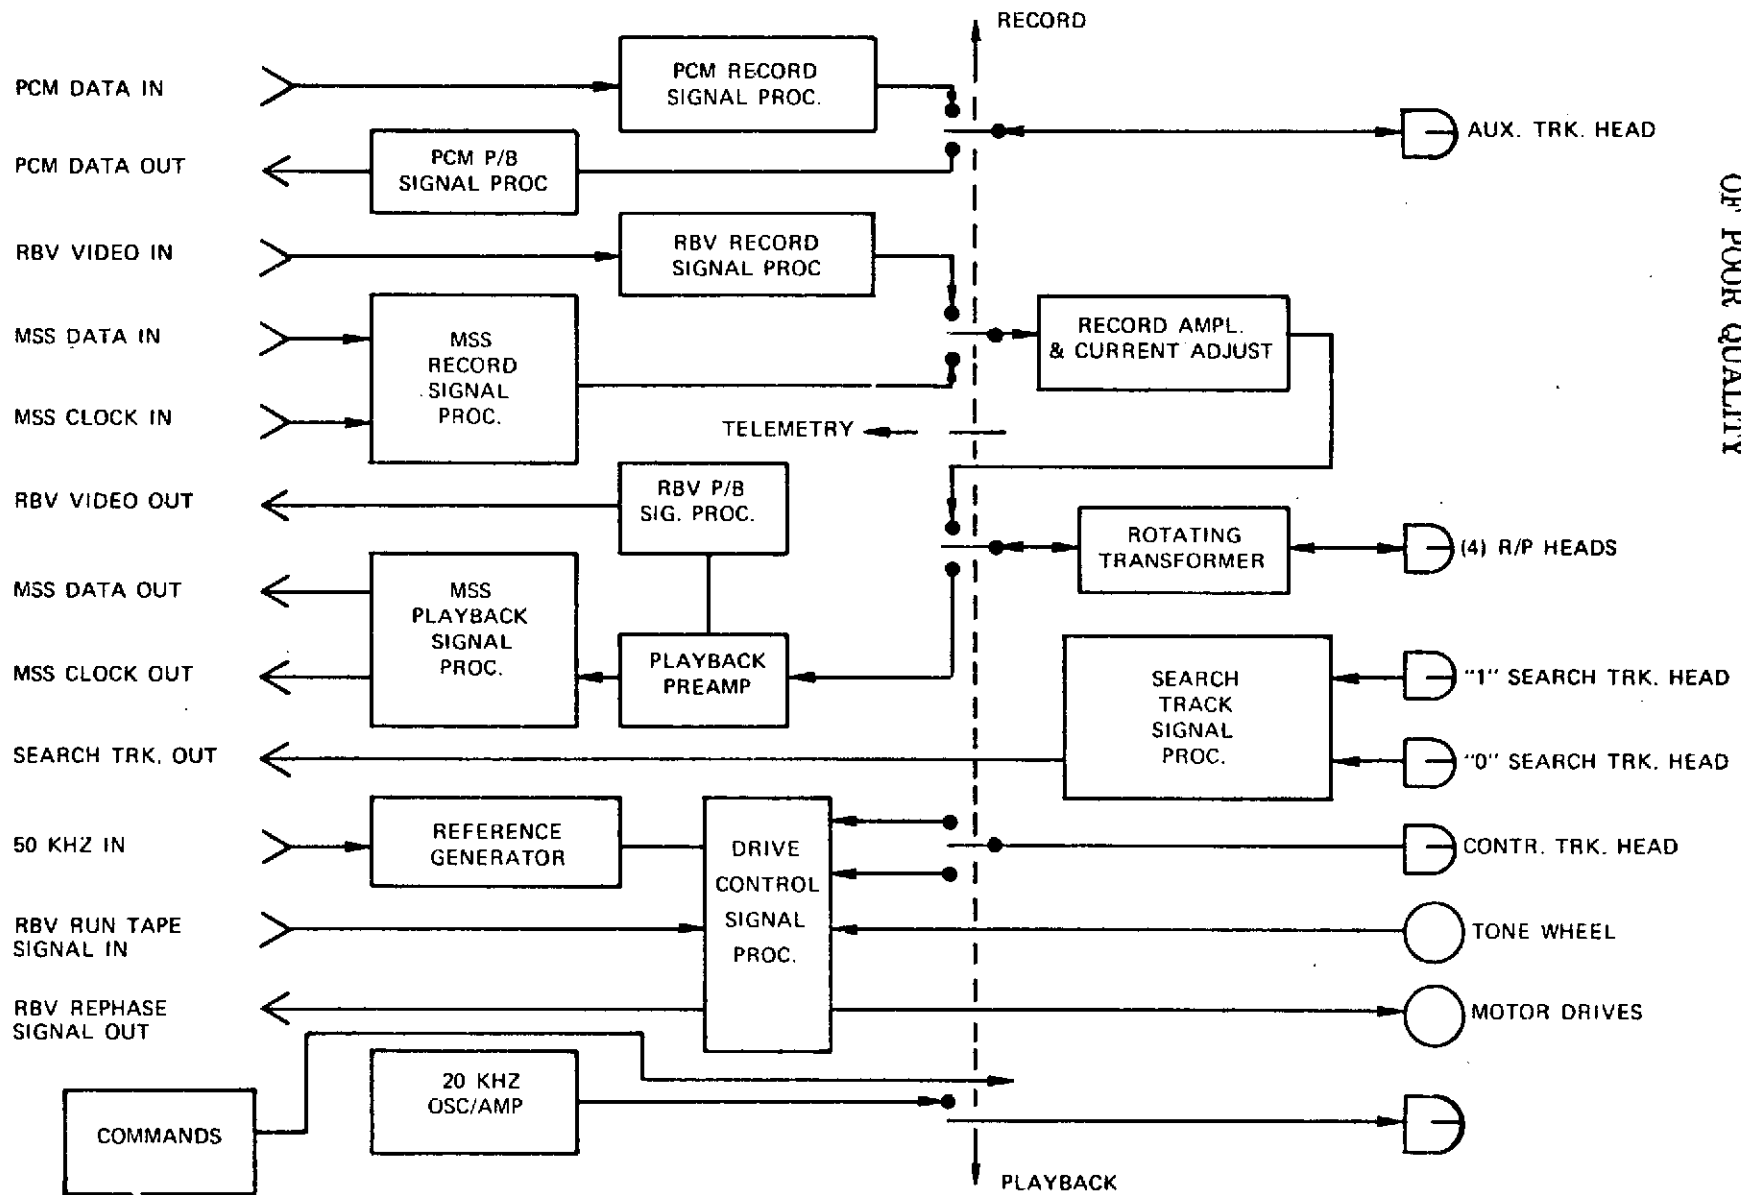 RECORD
PCM DATA IN
PCM RECORD
SIGNAL PROC.
AUX. TRK. HEAD
PCM DATA OUT
PCM P/B
SIGNAL PROC
OF POOR QUALITY
RBV VIDEO IN
RBV RECORD
SIGNAL PROC
MSS DATA IN
MSS
RECORD
SIGNAL
PROC.
RECORD AMPL.
& CURRENT ADJUST
MSS CLOCK IN
TELEMETRY
RBV VIDEO OUT
RBV P/B
SIG. PROC.
ROTATING
TRANSFORMER
(4) R/P HEADS
MSS DATA OUT
MSS
PLAYBACK
SIGNAL
PROC.
MSS CLOCK OUT
PLAYBACK
PREAMP
SEARCH
TRACK
SIGNAL
PROC.
"1" SEARCH TRK. HEAD
SEARCH TRK. OUT
"0" SEARCH TRK. HEAD
50 KHZ IN
REFERENCE
GENERATOR
DRIVE
CONTROL
SIGNAL
PROC.
CONTR. TRK. HEAD
RBV RUN TAPE
SIGNAL IN
TONE WHEEL
RBV REPHASE
SIGNAL OUT
MOTOR DRIVES
20 KHZ
OSC/AMP
COMMANDS
PLAYBACK